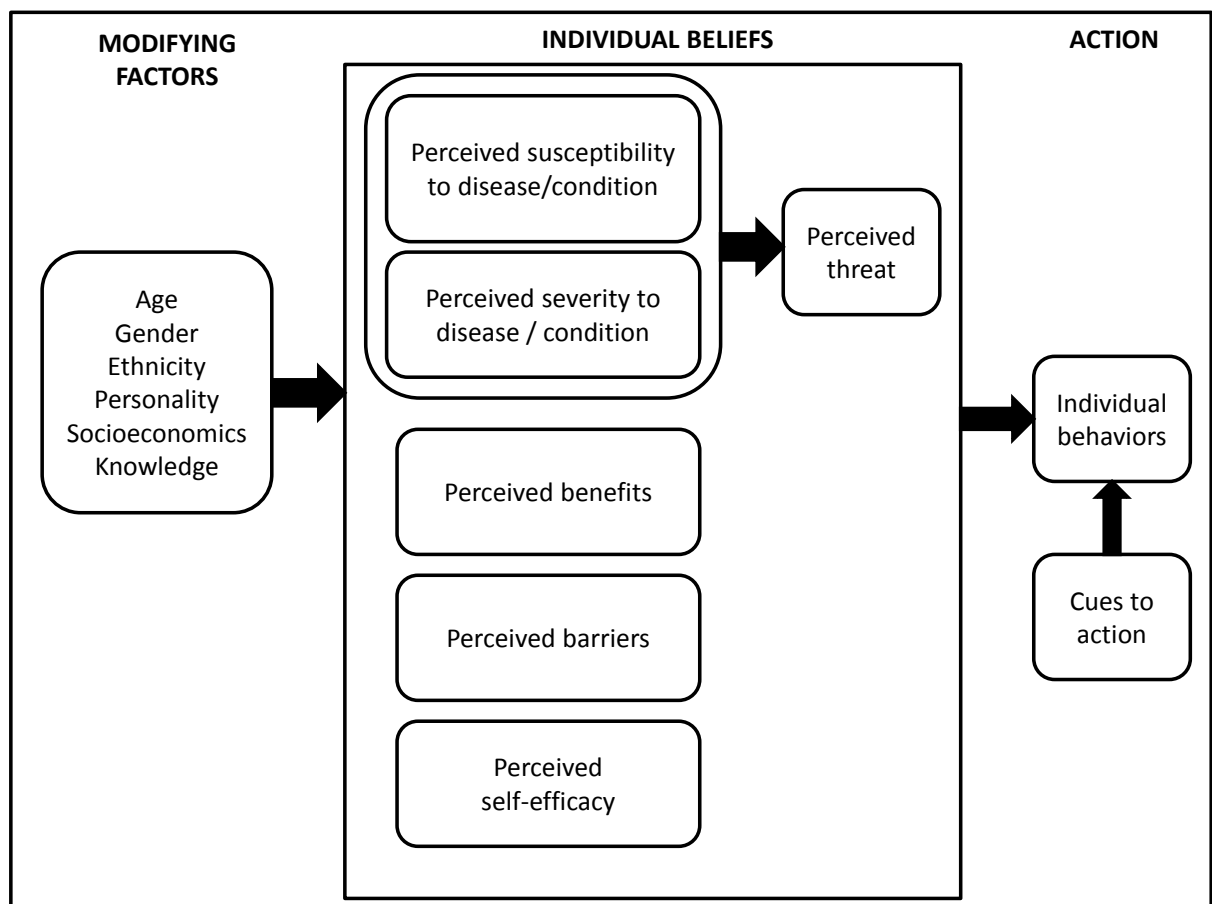 MODIFYING
FACTORS
INDIVIDUAL BELIEFS
ACTION
Age
Gender
Ethnicity
Personality
Socioeconomics
Knowledge
Perceived susceptibility
to disease/condition
Perceived severity to
disease / condition
Perceived
threat
Perceived benefits
Perceived barriers
Perceived
self-efficacy
Individual
behaviors
Cues to
action